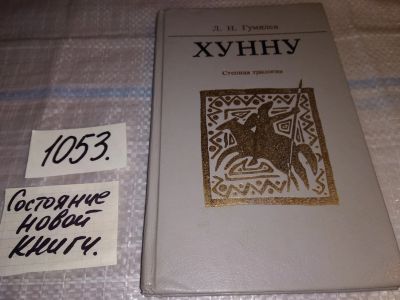 Л. Н. Гумилев
ХУННУ
Степная трилогия
1053.
Состояние
новой
книги.